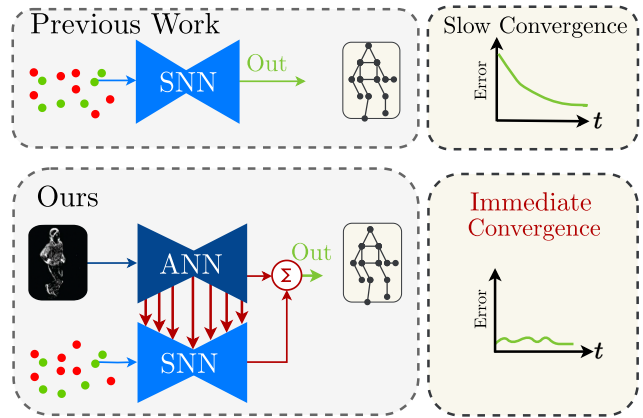 Previous Work
SNN
Out
Slow Convergence
Error
t
Ours
ANN
Σ
Out
SNN
Immediate
Convergence
Error
t